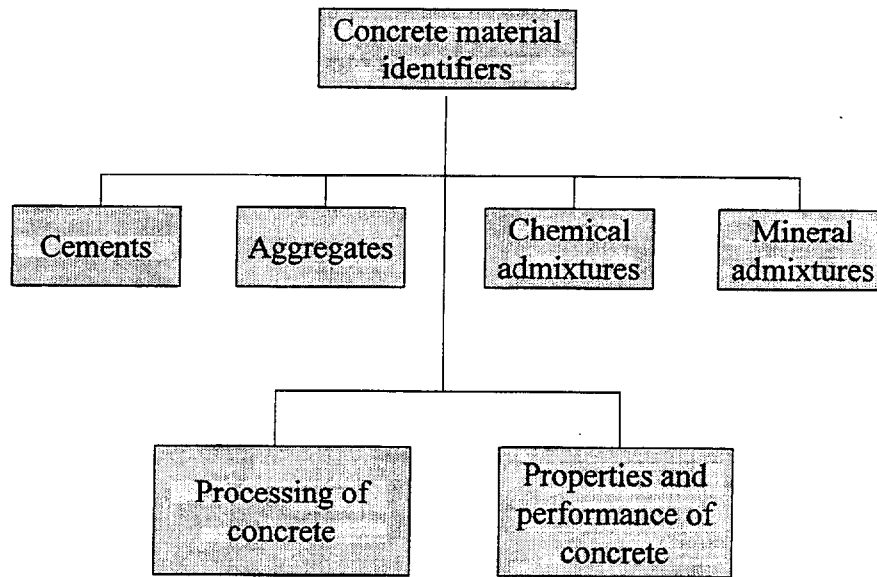 Concrete material
identifiers
Cements
Aggregates
Chemical
admixtures
Mineral
admixtures
Processing of
concrete
Properties and
performance of
concrete